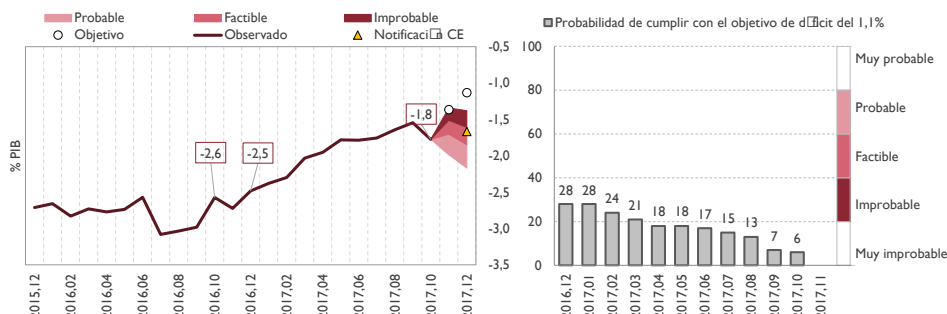 Probable Factible Improbable
Objetivo Observado Notificaci�n CE
% PIB
-0,5
-1,0
-1,5
-2,0
-2,5
-3,0
-3,5
-2,6
-2,5
-1,8
2015,12 2016,02 2016,04 2016,06 2016,08 2016,10 2016,12 2017,02 2017,04 2017,06 2017,08 2017,10 2017,12
Probabilidad de cumplir con el objetivo de d�ficit del 1,1%
100
80
60
40
20
0
28 28 24 21 18 18 17 15 13 7 6
2016,12 2017,01 2017,02 2017,03 2017,04 2017,05 2017,06 2017,07 2017,08 2017,09 2017,10 2017,11
Muy probable
Probable
Factible
Improbable
Muy improbable